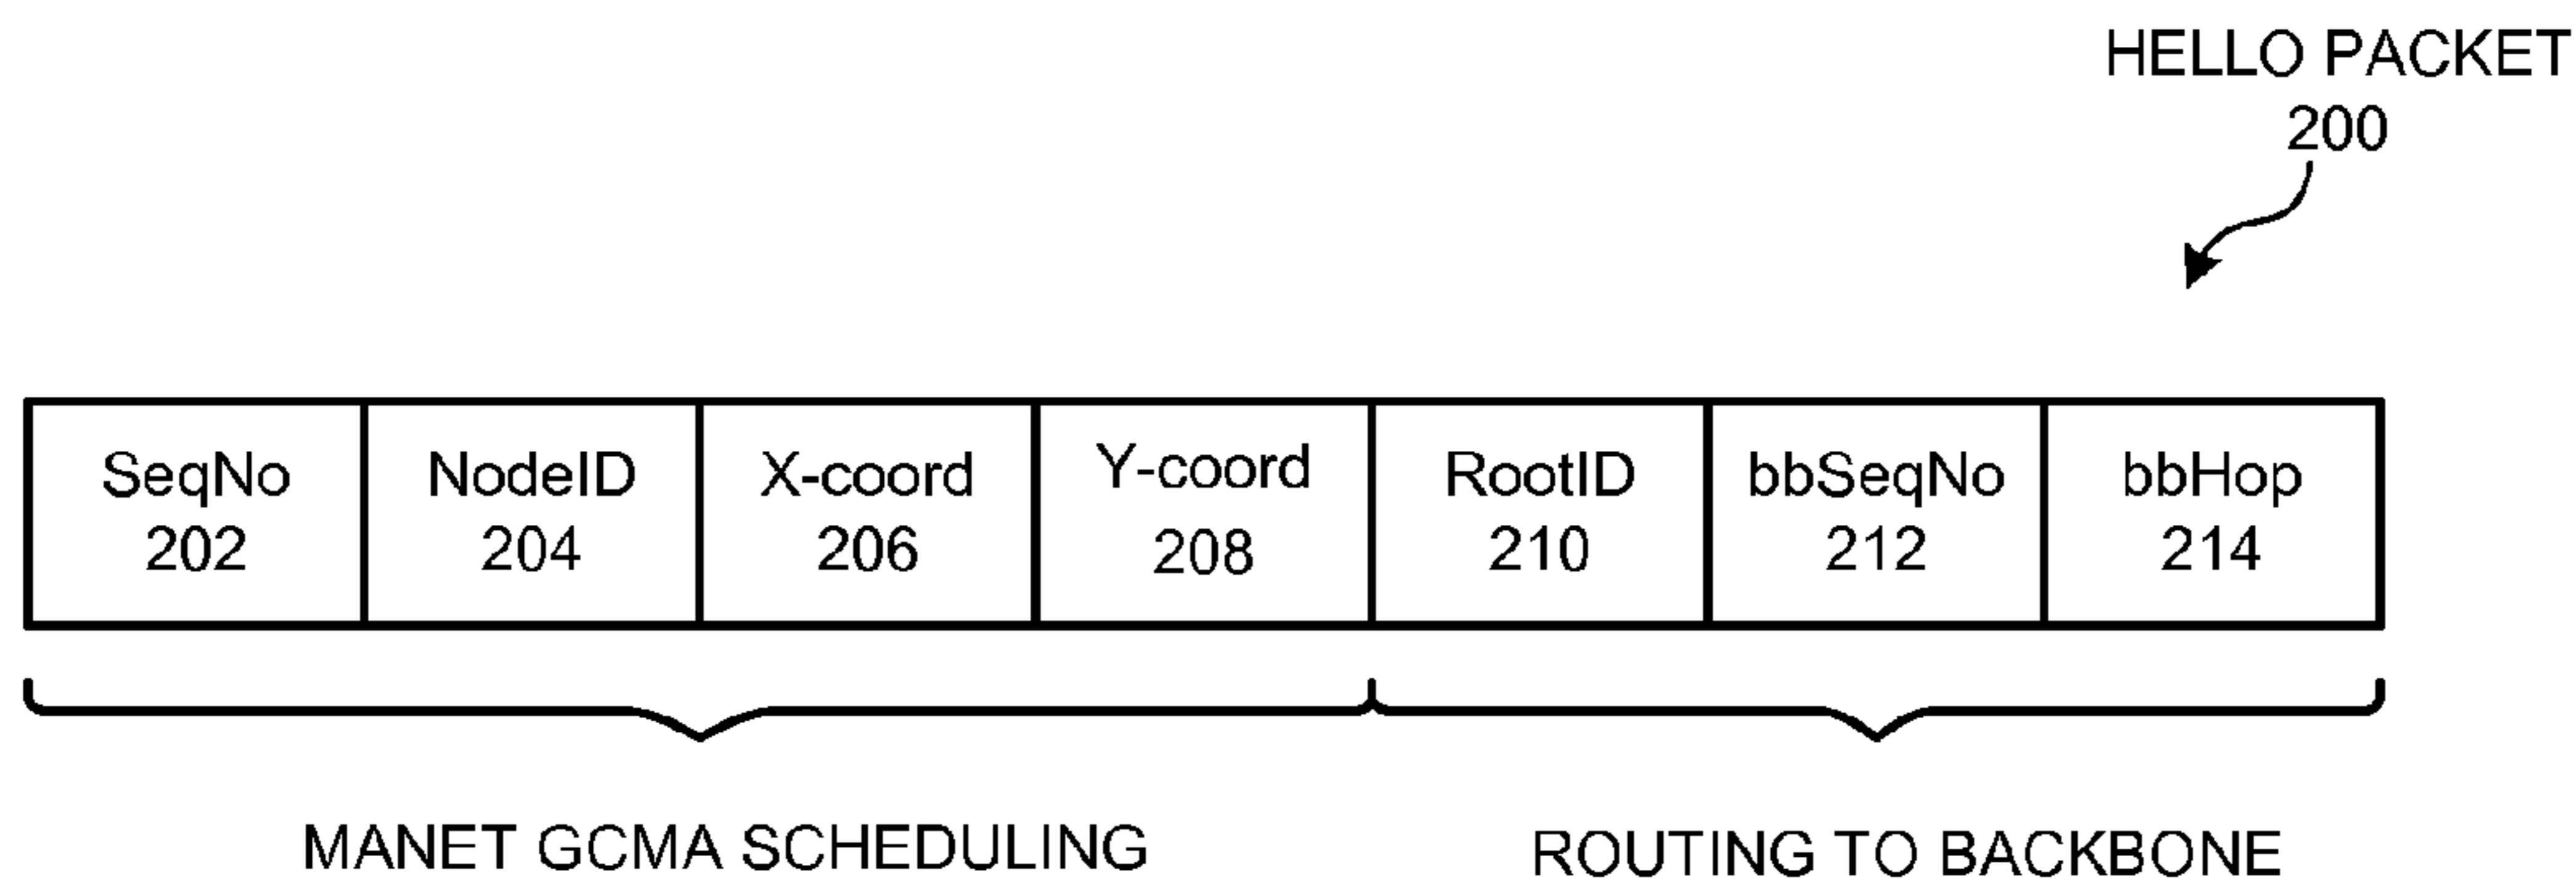 HELLO PACKET
200
SeqNo NodeID X-coord Y-coord RootID bbSeqNo bbHop
202 204 206 208 210 212 214
MANET GCMA SCHEDULING ROUTING TO BACKBONE